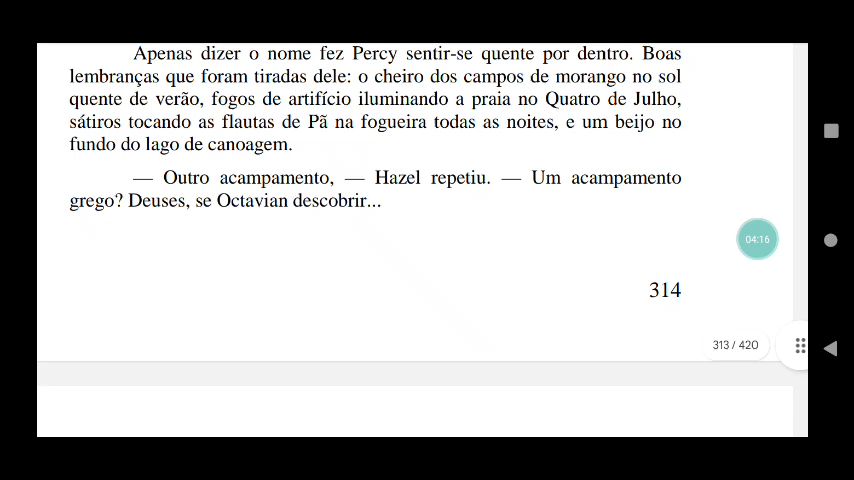 Apenas dizer o nome fez Percy sentir-se quente por dentro. Boas
lembranças que foram tiradas dele: o cheiro dos campos de morango no sol
quente de verão, fogos de artifício iluminando a praia no Quatro de Julho,
sátiros tocando as flautas de Pã na fogueira todas as noites, e um beijo no
fundo do lago de canoagem.
— Outro acampamento, — Hazel repetiu. — Um acampamento
grego? Deuses, se Octavian descobrir...
04:16
314
313 / 420